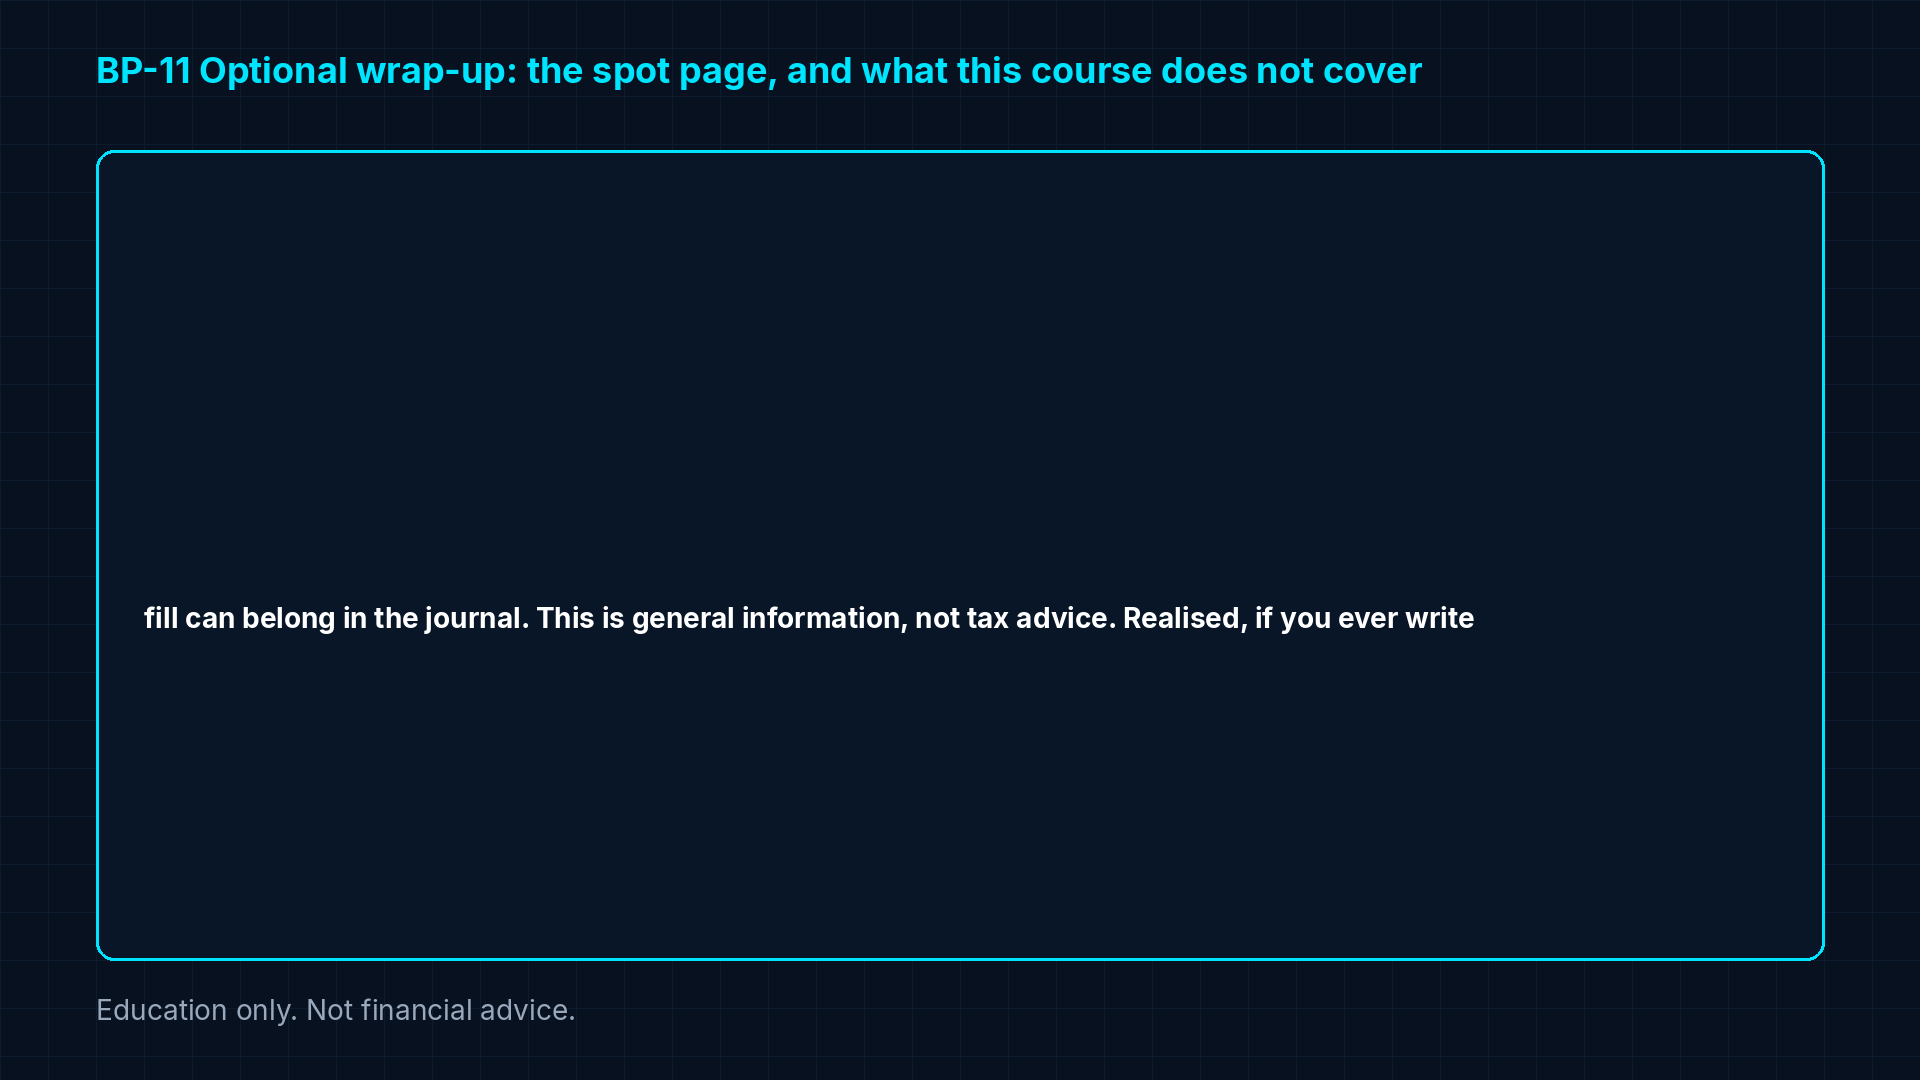 BP-11 Optional wrap-up: the spot page, and what this course does not cover
fill can belong in the journal. This is general information, not tax advice. Realised, if you ever write
Education only. Not financial advice.